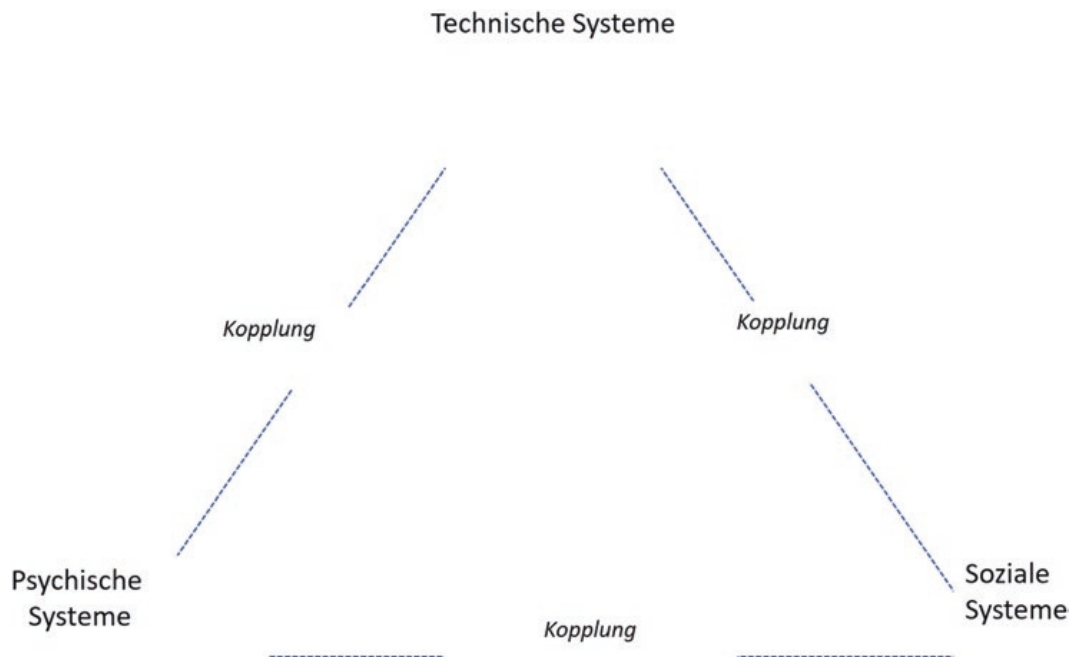 Technische Systeme
Kopplung
Kopplung
Psychische
Systeme
Soziale
Systeme
Kopplung